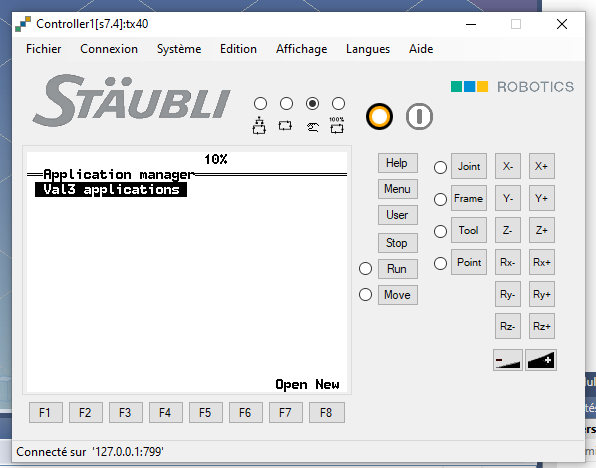 Controller1[s7.4]:tx40
Fichier Connexion Système Edition Affichage Langues Aide
STÄUBLI
ROBOTICS
100%
10%
Application manager
Val3 applications
Open New
Help
Menu
User
Stop
Run
Move
Joint X- X+
Frame Y- Y+
Tool Z- Z+
Point Rx- Rx+
Ry- Ry+
Rz- Rz+
- +
F1 F2 F3 F4 F5 F6 F7 F8
Connecté sur '127.0.0.1:799'